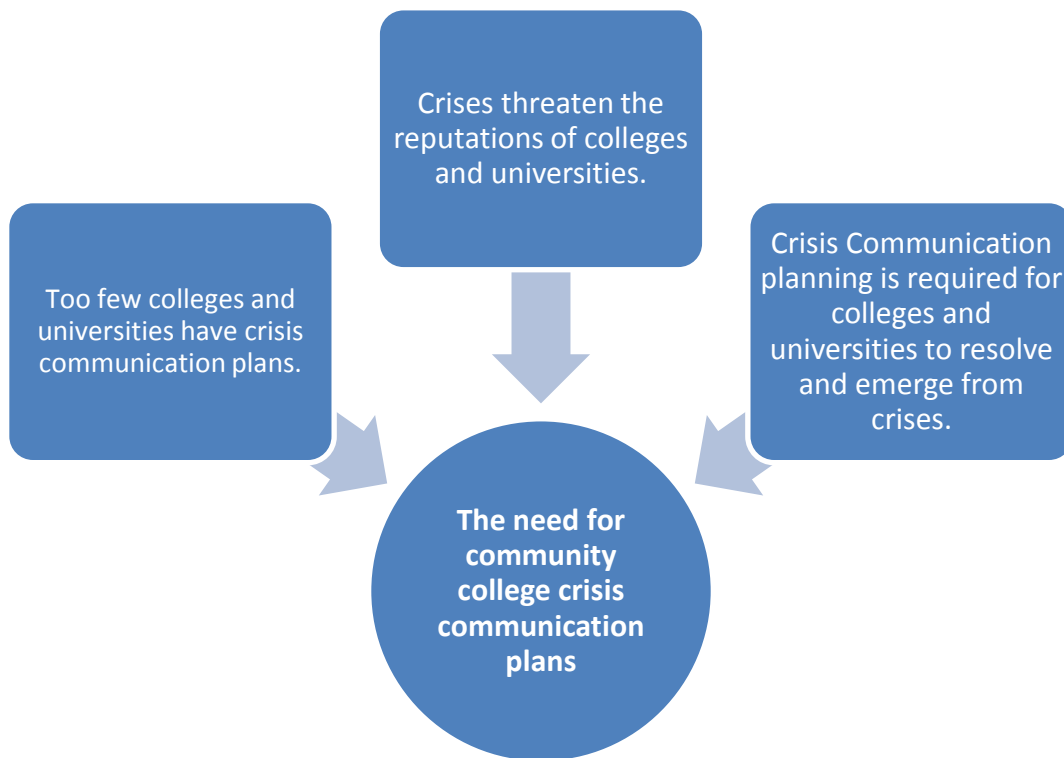 Crises threaten the
reputations of colleges
and universities.
Too few colleges and
universities have crisis
communication plans.
Crisis Communication
planning is required for
colleges and
universities to resolve
and emerge from
crises.
The need for
community
college crisis
communication
plans